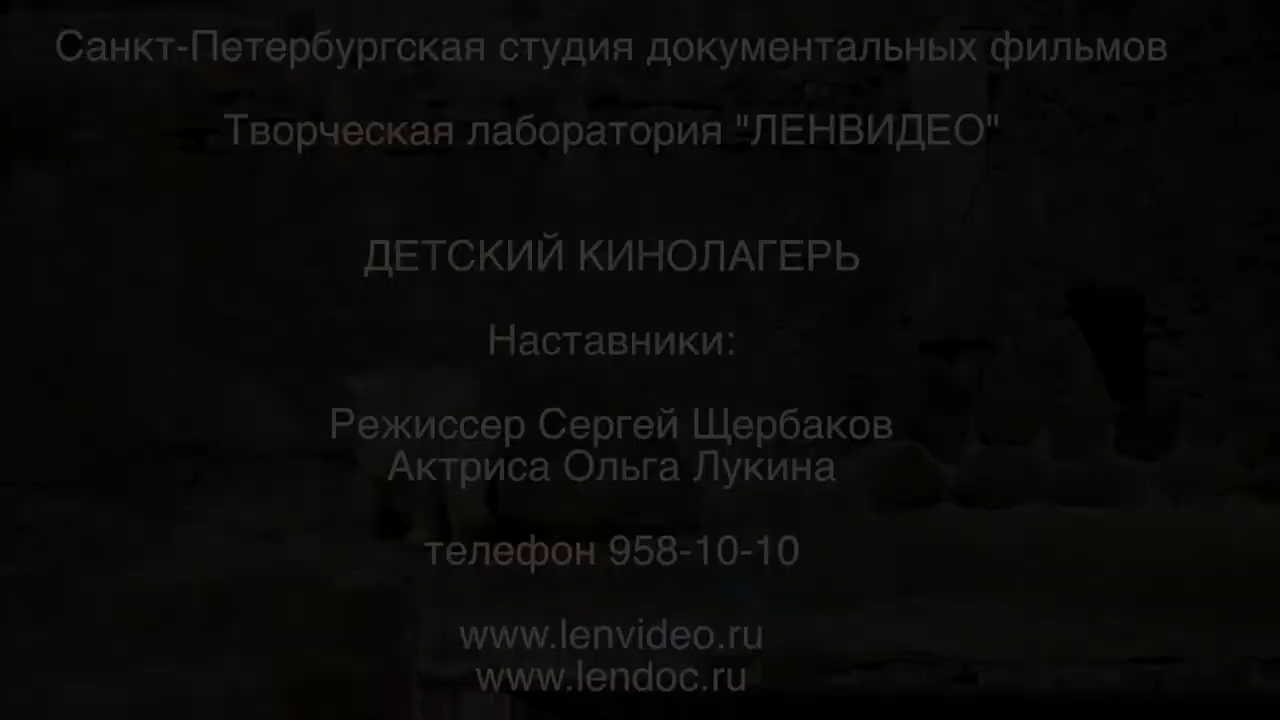 Санкт-Петербургская студия документальных фильмов
Творческая лаборатория "ЛЕНВИДЕО"
ДЕТСКИЙ КИНОЛАГЕРЬ
Наставники:
Режиссер Сергей Щербаков
Актриса Ольга Лукина
телефон 958-10-10
www.lenvideo.ru
www.lendoc.ru